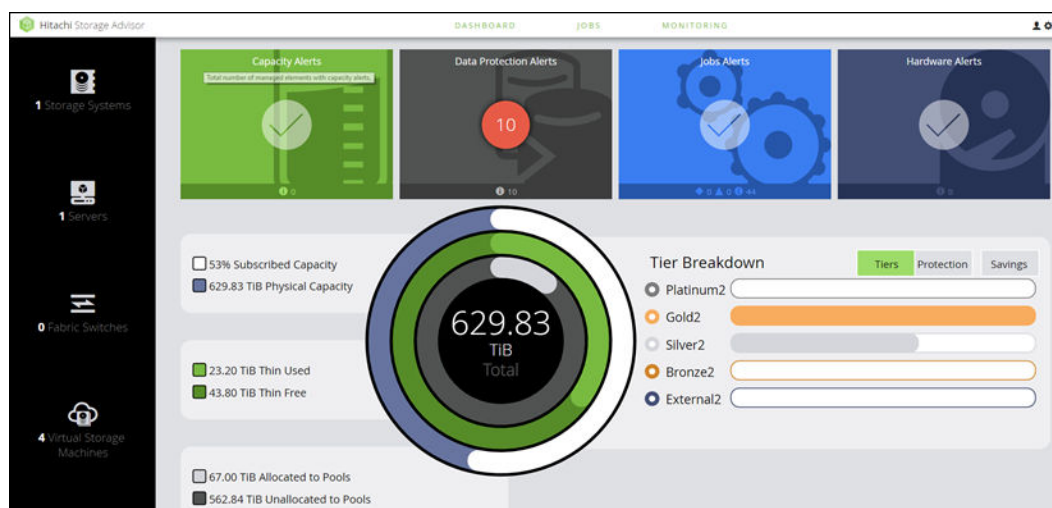 Hitachi Storage Advisor
DASHBOARD JOBS MONITORING
Capacity Alerts
Total number of managed elements with capacity alerts.
0
Data Protection Alerts
10
10
Jobs Alerts
0 0 44
Hardware Alerts
0
1 Storage Systems
1 Servers
0 Fabric Switches
4 Virtual Storage
Machines
53% Subscribed Capacity
629.83 TiB Physical Capacity
23.20 TiB Thin Used
43.80 TiB Thin Free
67.00 TiB Allocated to Pools
562.84 TiB Unallocated to Pools
629.83
TiB
Total
Tier Breakdown
Tiers Protection Savings
Platinum2
Gold2
Silver2
Bronze2
External2